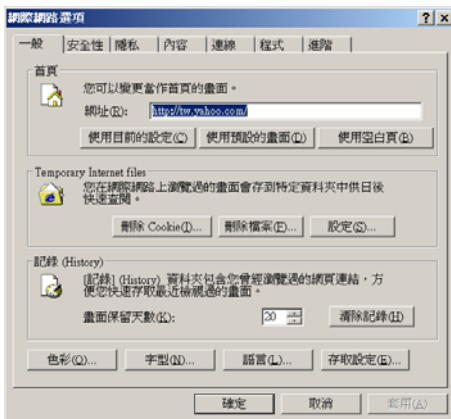 網際網路選項
一般 安全性 隱私 內容 連線 程式 進階
首頁
您可以變更當作首頁的畫面。
網址(R): http://tw.yahoo.com/
使用目前的設定(C) 使用預設的畫面(D) 使用空白頁(B)
Temporary Internet files
您在網際網路上瀏覽過的畫面會存到特定資料夾中供日後
快速查閱。
刪除 Cookie(I)... 刪除檔案(F)... 設定(S)...
記錄 (History)
[記錄] (History) 資料夾包含您曾經瀏覽過的網頁連結,方
便您快速存取最近檢視過的畫面。
畫面保留天數(K): 20 清除記錄(H)
色彩(O)... 字型(N)... 語言(L)... 存取設定(E)...
確定 取消 套用(A)